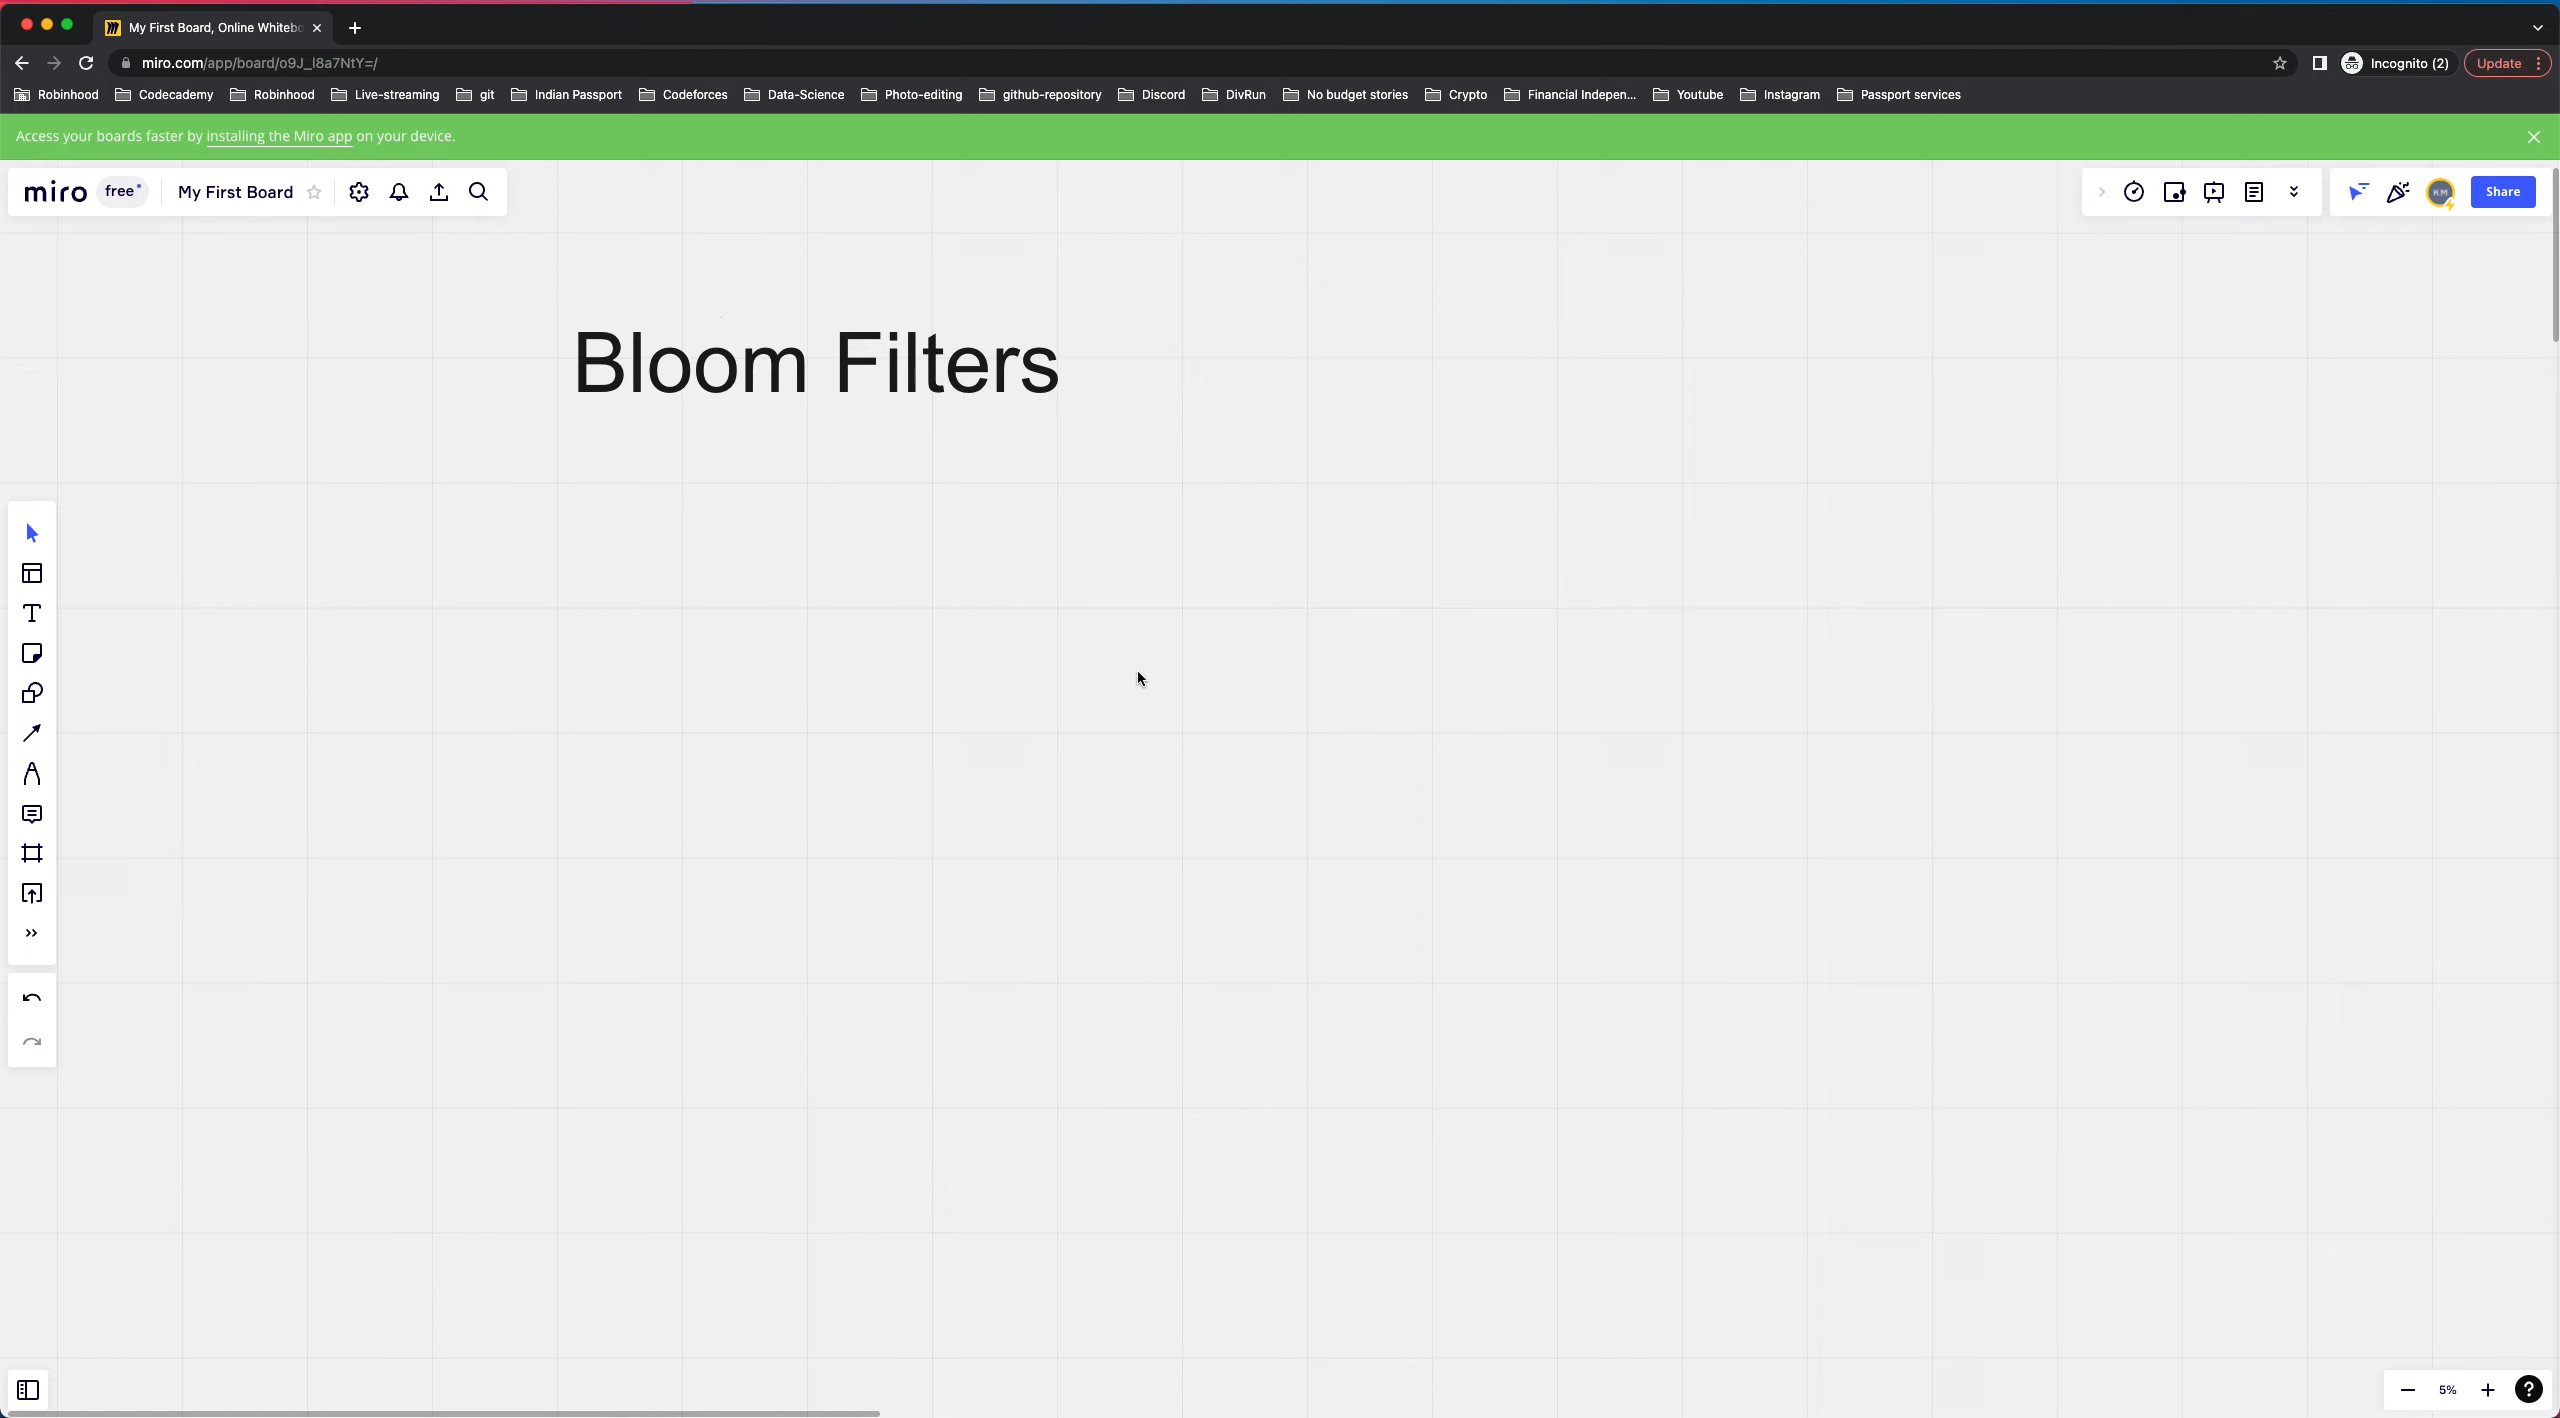 My First Board, Online Whitebo
miro.com/app/board/o9J_l8a7NtY=/
Incognito (2)
Update
Robinhood Codecademy Robinhood Live-streaming git Indian Passport Codeforces Data-Science Photo-editing github-repository Discord DivRun No budget stories Crypto Financial Indepen... Youtube Instagram Passport services
Access your boards faster by installing the Miro app on your device.
miro free My First Board
KM Share
Bloom Filters
5%